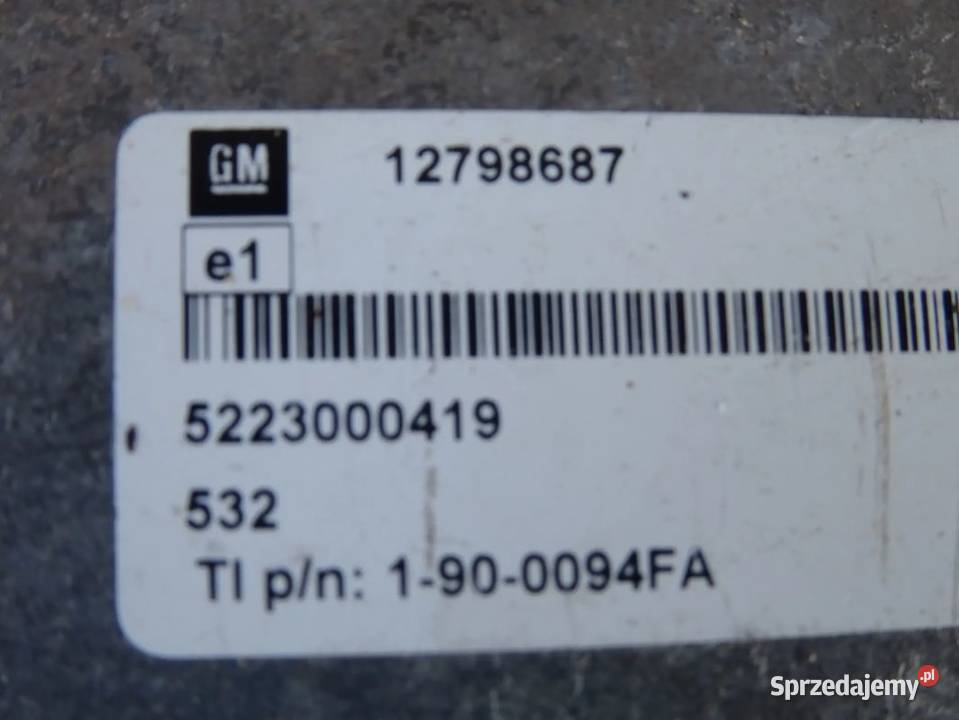 GM 12798687
e1
5223000419
532
TI p/n: 1-90-0094FA
Sprzedajemy.pl